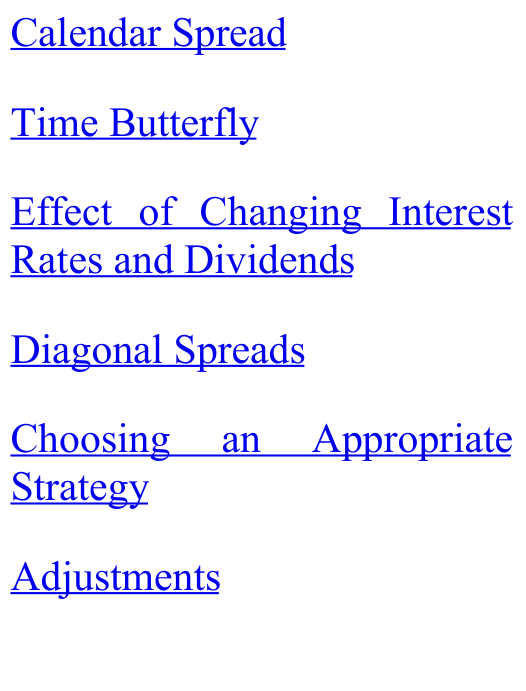 Calendar Spread
Time Butterfly
Effect of Changing Interest
Rates and Dividends
Diagonal Spreads
Choosing an Appropriate
Strategy
Adjustments